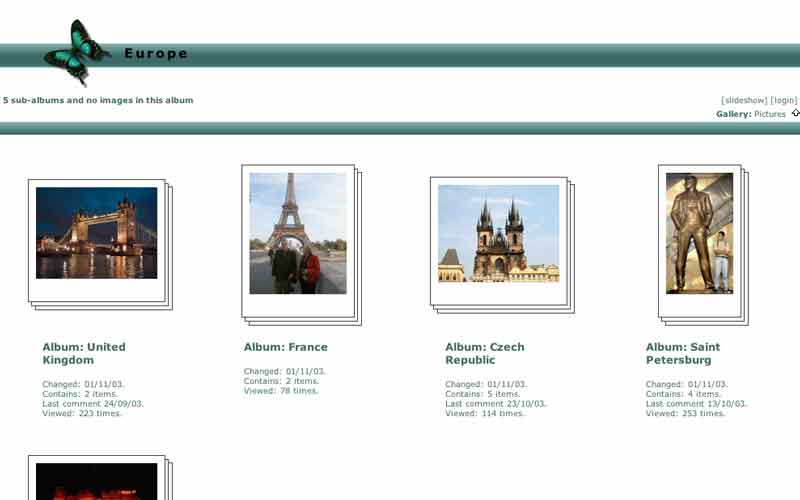 Europe
5 sub-albums and no images in this album
[slideshow] [login]
Gallery: Pictures
Album: United
Kingdom
Changed: 01/11/03.
Contains: 2 items.
Last comment 24/09/03.
Viewed: 223 times.
Album: France
Changed: 01/11/03.
Contains: 2 items.
Viewed: 78 times.
Album: Czech
Republic
Changed: 01/11/03.
Contains: 5 items.
Last comment 23/10/03.
Viewed: 114 times.
Album: Saint
Petersburg
Changed: 01/11/03.
Contains: 4 items.
Last comment 13/10/03.
Viewed: 253 times.